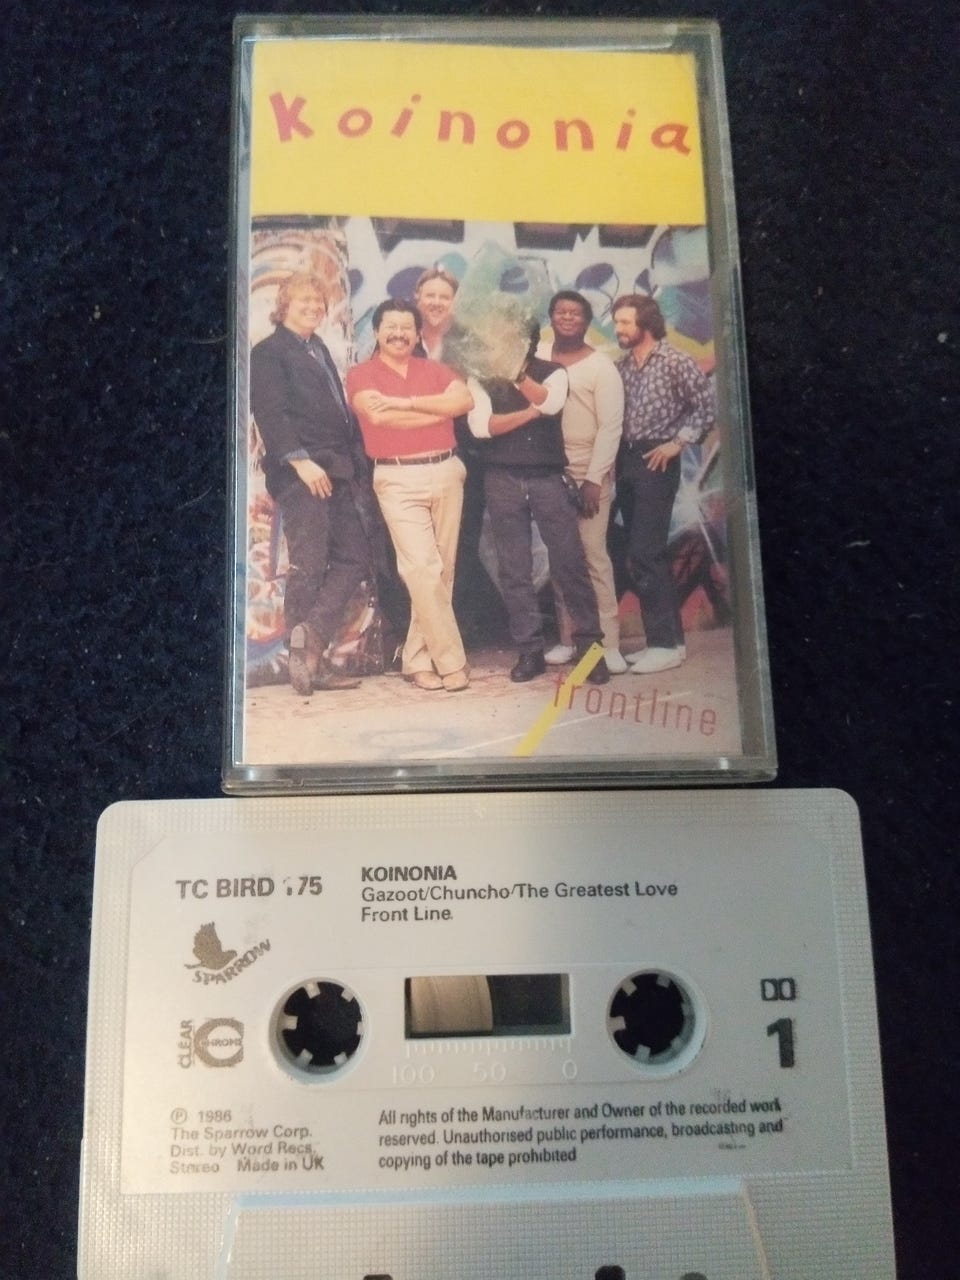 Koinonia
frontline
TC BIRD 175
KOINONIA
Gazoot/Chuncho/The Greatest Love
Front Line
SPARROW
CLEAR
CHROME
1
100 50 0
℗ 1986
The Sparrow Corp.
Dist. by Word Recs.
Stereo Made in UK
All rights of the Manufacturer and Owner of the recorded work
reserved. Unauthorised public performance, broadcasting and
copying of the tape prohibited